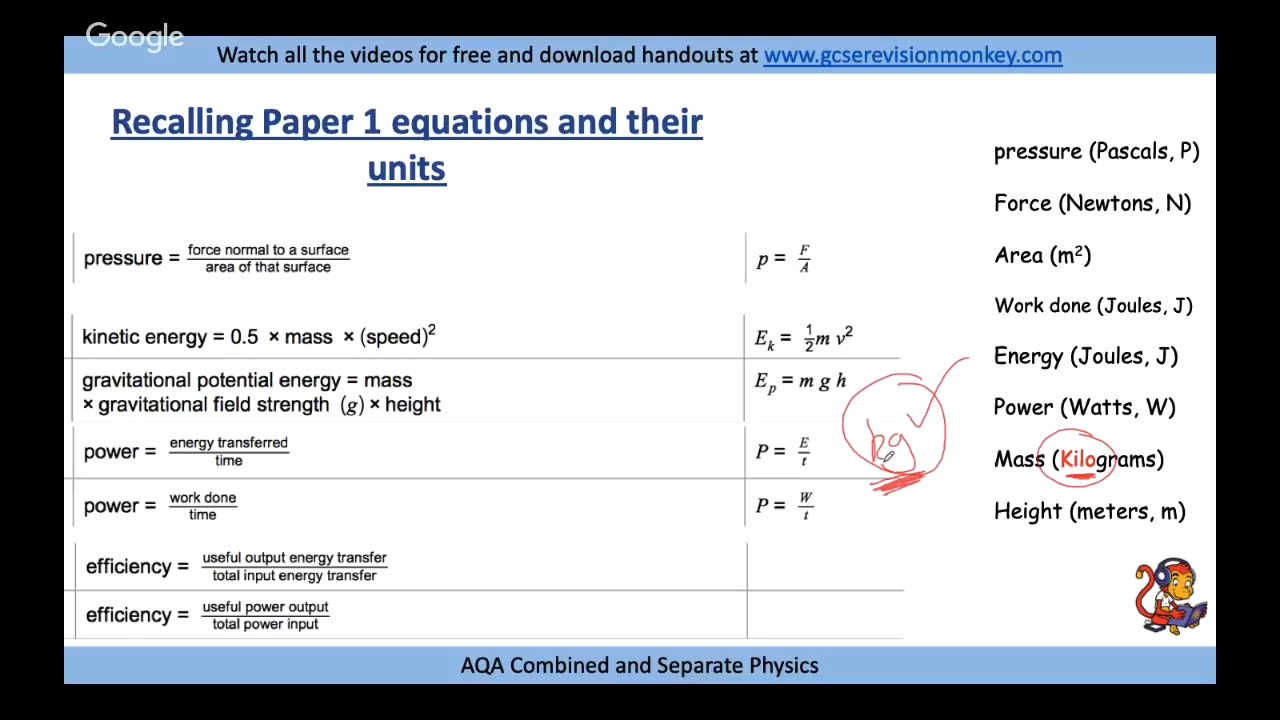 Google
Watch all the videos for free and download handouts at www.gcserevisionmonkey.com
Recalling Paper 1 equations and their
units
pressure = force normal to a surface
area of that surface
p = F
A
kinetic energy = 0.5 × mass × (speed)²
Eₖ = ½ m v²
gravitational potential energy = mass
× gravitational field strength (g) × height
Eₚ = m g h
power = energy transferred
time
P = E
t
power = work done
time
P = W
t
efficiency = useful output energy transfer
total input energy transfer
efficiency = useful power output
total power input
kg
pressure (Pascals, P)
Force (Newtons, N)
Area (m²)
Work done (Joules, J)
Energy (Joules, J)
Power (Watts, W)
Mass (Kilograms)
Height (meters, m)
AQA Combined and Separate Physics